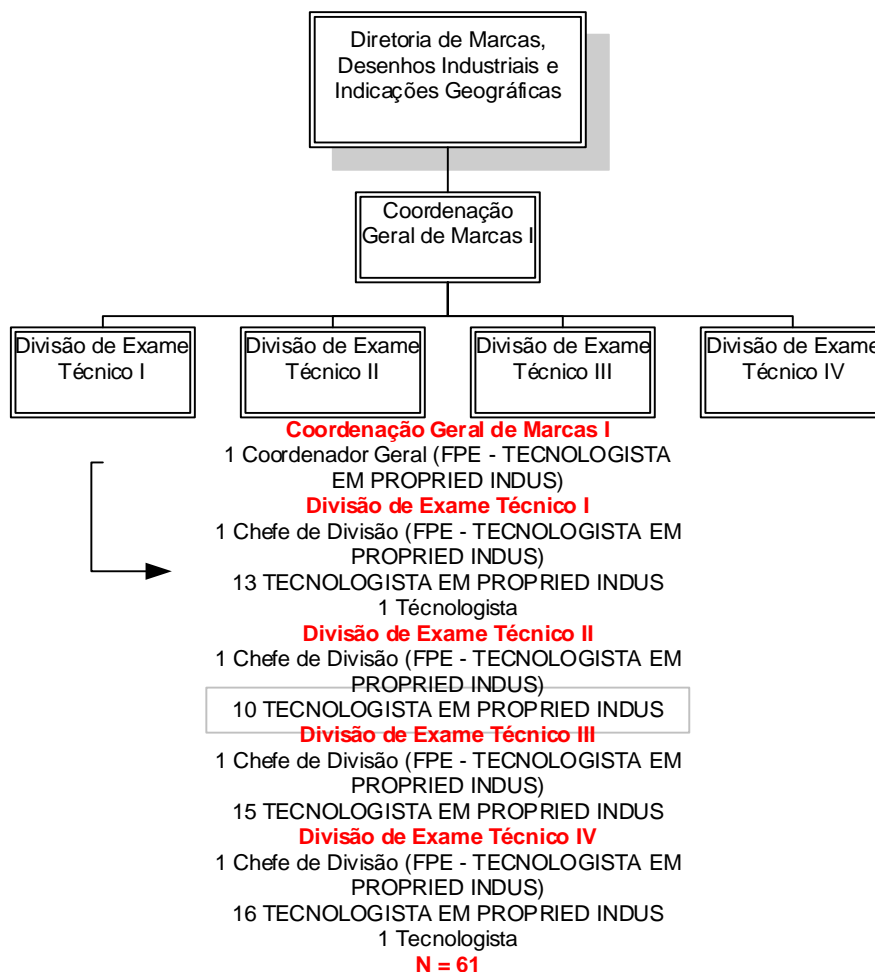 Diretoria de Marcas,
Desenhos Industriais e
Indicações Geográficas
Coordenação
Geral de Marcas I
Divisão de Exame
Técnico I
Divisão de Exame
Técnico II
Divisão de Exame
Técnico III
Divisão de Exame
Técnico IV
Coordenação Geral de Marcas I
1 Coordenador Geral (FPE - TECNOLOGISTA
EM PROPRIED INDUS)
Divisão de Exame Técnico I
1 Chefe de Divisão (FPE - TECNOLOGISTA EM
PROPRIED INDUS)
13 TECNOLOGISTA EM PROPRIED INDUS
1 Técnologista
Divisão de Exame Técnico II
1 Chefe de Divisão (FPE - TECNOLOGISTA EM
PROPRIED INDUS)
10 TECNOLOGISTA EM PROPRIED INDUS
Divisão de Exame Técnico III
1 Chefe de Divisão (FPE - TECNOLOGISTA EM
PROPRIED INDUS)
15 TECNOLOGISTA EM PROPRIED INDUS
Divisão de Exame Técnico IV
1 Chefe de Divisão (FPE - TECNOLOGISTA EM
PROPRIED INDUS)
16 TECNOLOGISTA EM PROPRIED INDUS
1 Tecnologista
N = 61